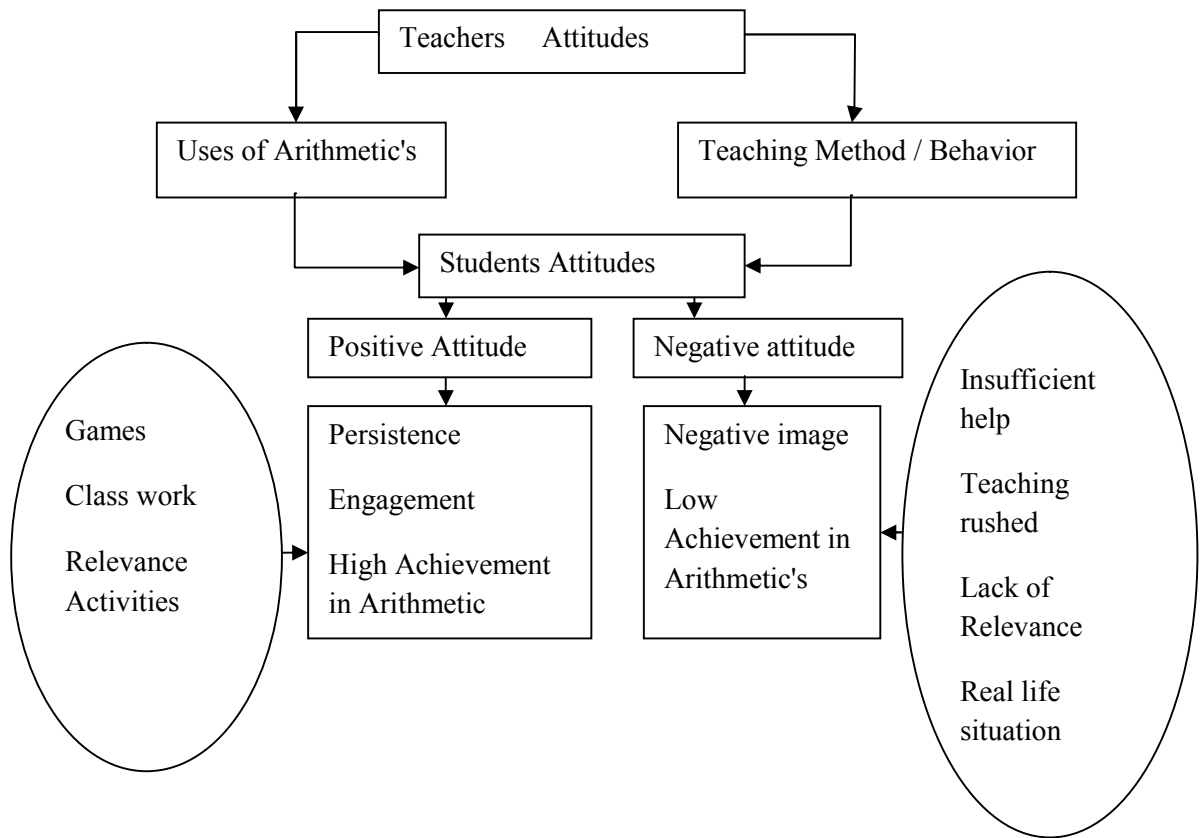 Teachers Attitudes
Uses of Arithmetic's
Teaching Method / Behavior
Students Attitudes
Positive Attitude
Negative attitude
Games
Class work
Relevance
Activities
Persistence
Engagement
High Achievement
in Arithmetic
Negative image
Low
Achievement in
Arithmetic's
Insufficient
help
Teaching
rushed
Lack of
Relevance
Real life
situation